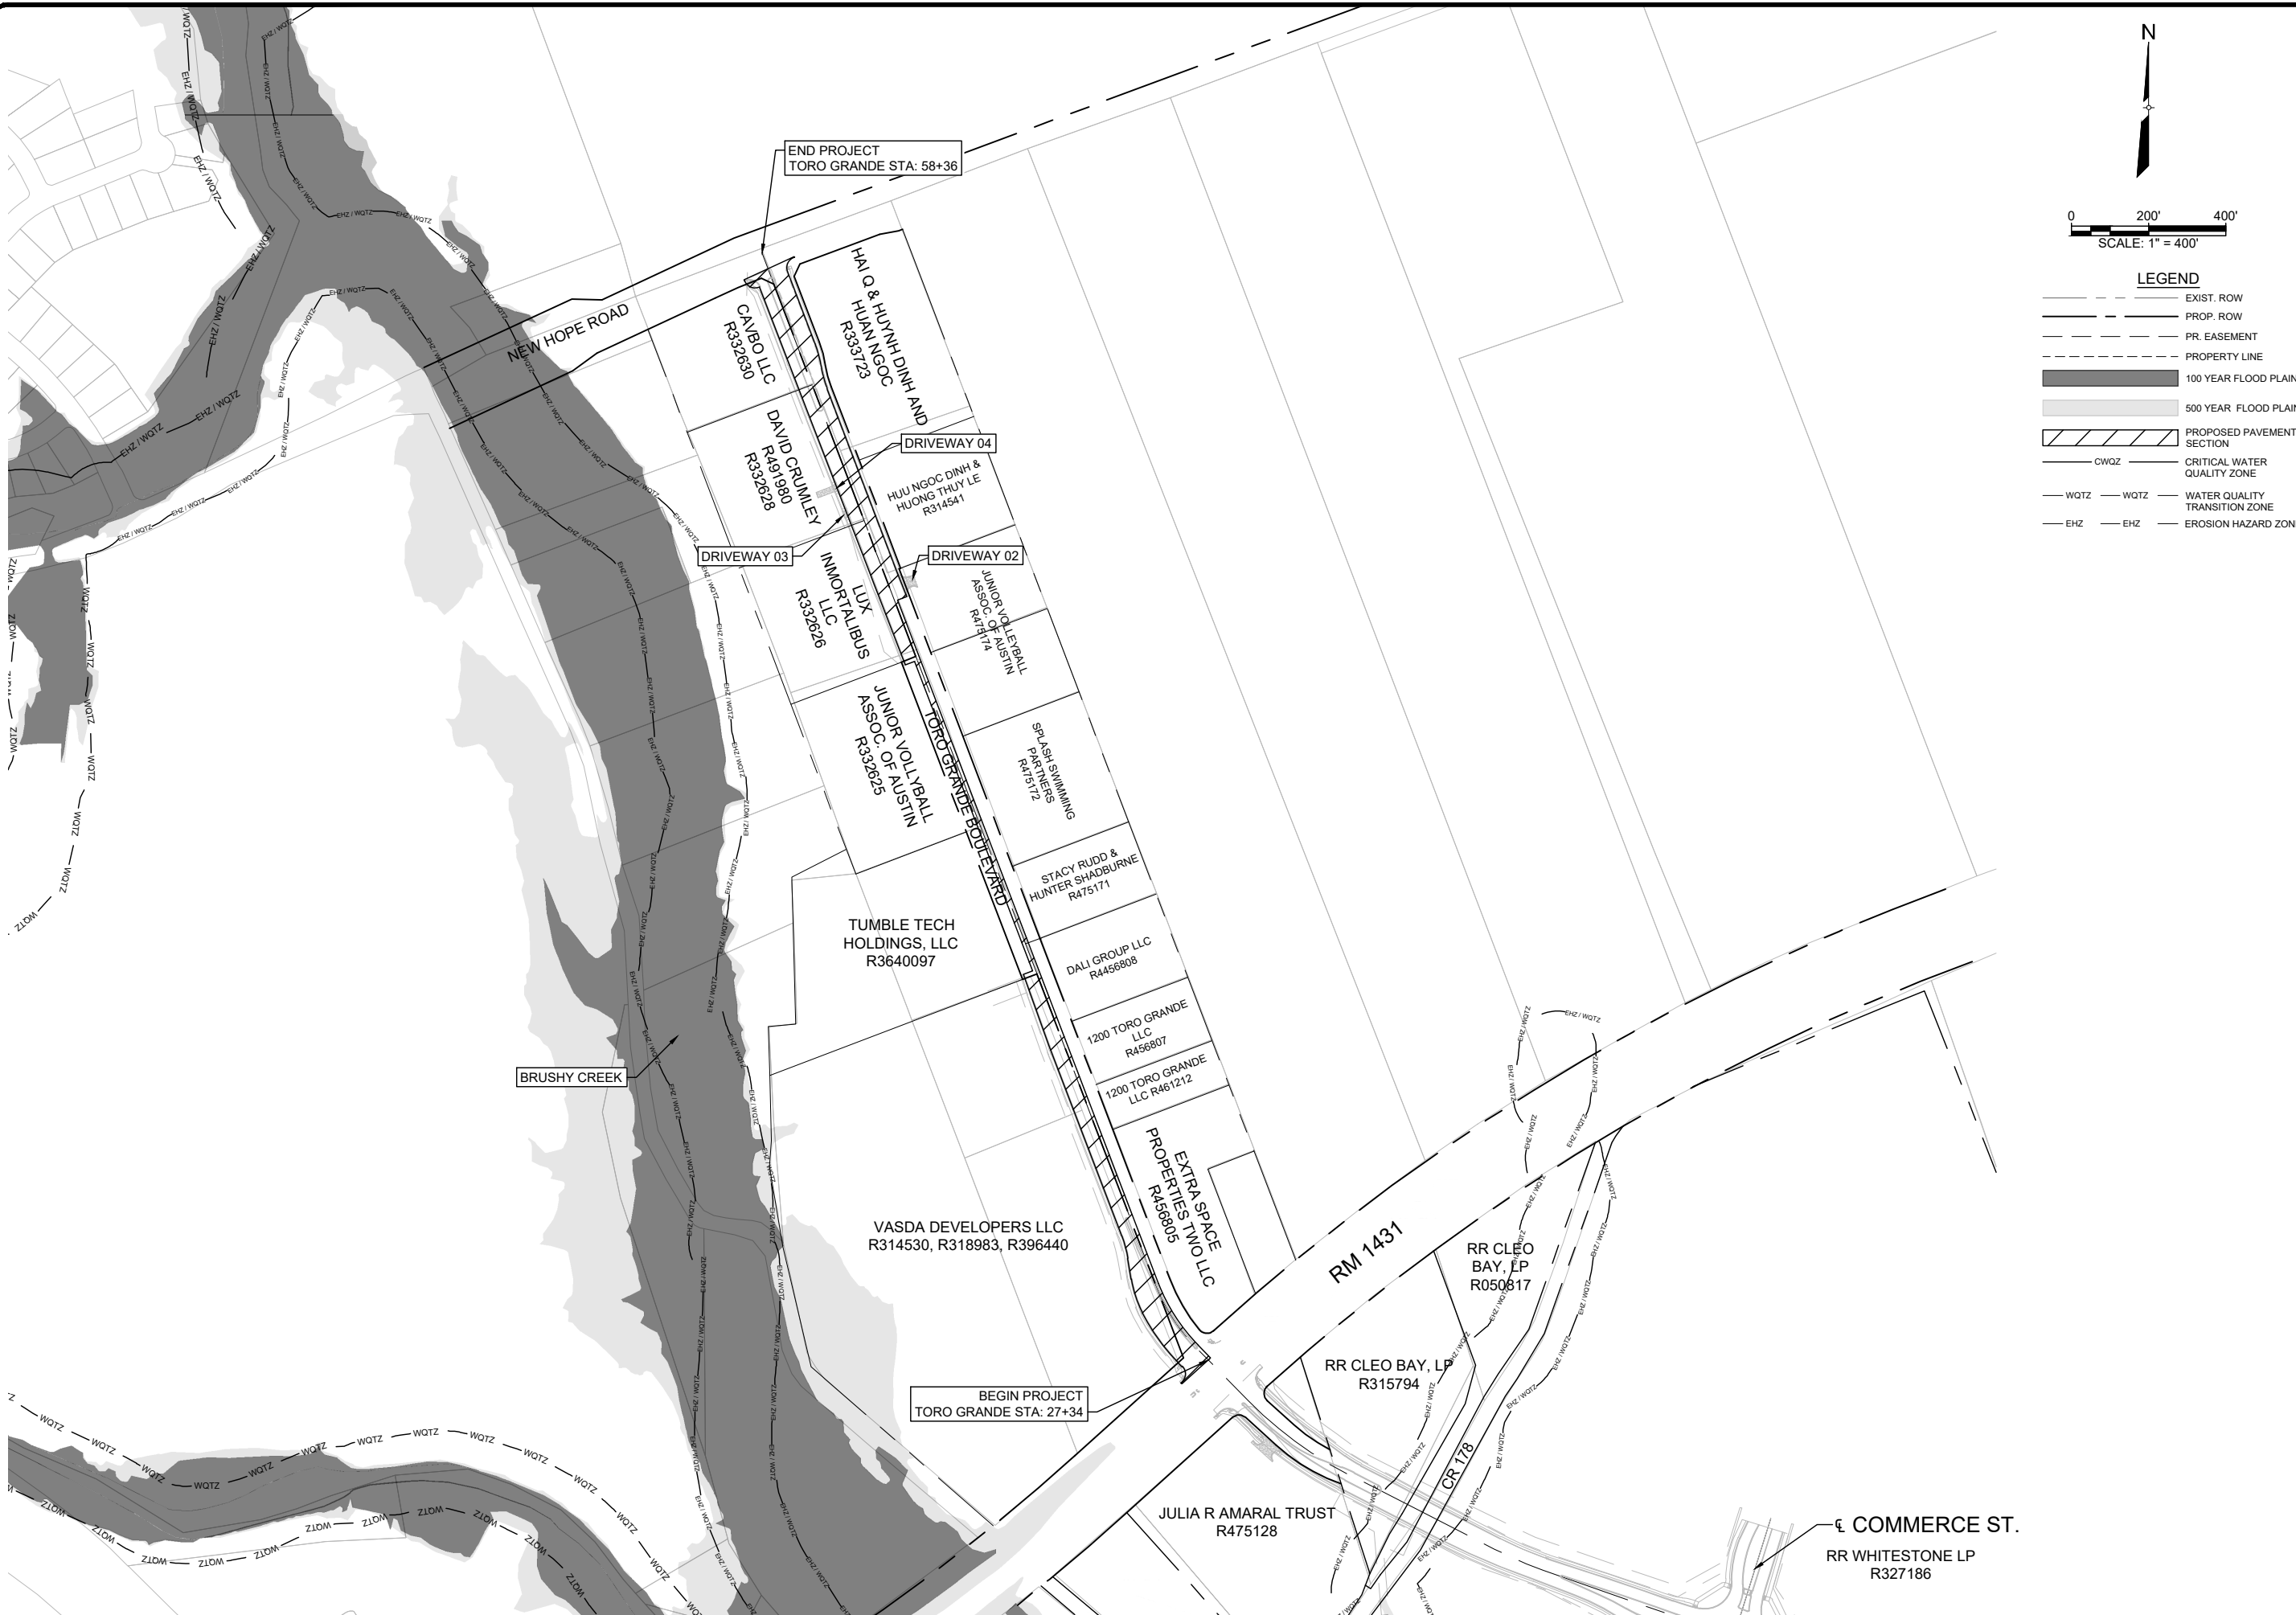 N
0 200' 400'
SCALE: 1" = 400'
LEGEND
EXIST. ROW
PROP. ROW
PR. EASEMENT
PROPERTY LINE
100 YEAR FLOOD PLAIN
500 YEAR FLOOD PLAIN
PROPOSED PAVEMENT
SECTION
CWQZ
CRITICAL WATER
QUALITY ZONE
WQTZ WQTZ
WATER QUALITY
TRANSITION ZONE
EHZ EHZ
EROSION HAZARD ZONE
END PROJECT
TORO GRANDE STA: 58+36
NEW HOPE ROAD
CAVBO LLC
R332630
HAI Q & HUYNH DINH AND
HUAN NGOC
R333723
DAVID CRUMLEY
R491980
R332628
DRIVEWAY 04
HUU NGOC DINH &
HUONG THUY LE
R314541
DRIVEWAY 03
DRIVEWAY 02
LUX
INMORTALIBUS
LLC
R332626
JUNIOR VOLLEYBALL
ASSOC. OF AUSTIN
R475174
JUNIOR VOLLYBALL
ASSOC. OF AUSTIN
R332625
TORO GRANDE BOULEVARD
SPLASH SWIMMING
PARTNERS
R475172
STACY RUDD &
HUNTER SHADBURNE
R475171
TUMBLE TECH
HOLDINGS, LLC
R3640097
DALI GROUP LLC
R4456808
1200 TORO GRANDE
LLC
R456807
1200 TORO GRANDE
LLC R461212
BRUSHY CREEK
EXTRA SPACE
PROPERTIES TWO LLC
R456805
VASDA DEVELOPERS LLC
R314530, R318983, R396440
RM 1431
RR CLEO
BAY, LP
R050817
RR CLEO BAY, LP
R315794
BEGIN PROJECT
TORO GRANDE STA: 27+34
CR 178
JULIA R AMARAL TRUST
R475128
℄ COMMERCE ST.
RR WHITESTONE LP
R327186
EHZ / WQTZ
WQTZ